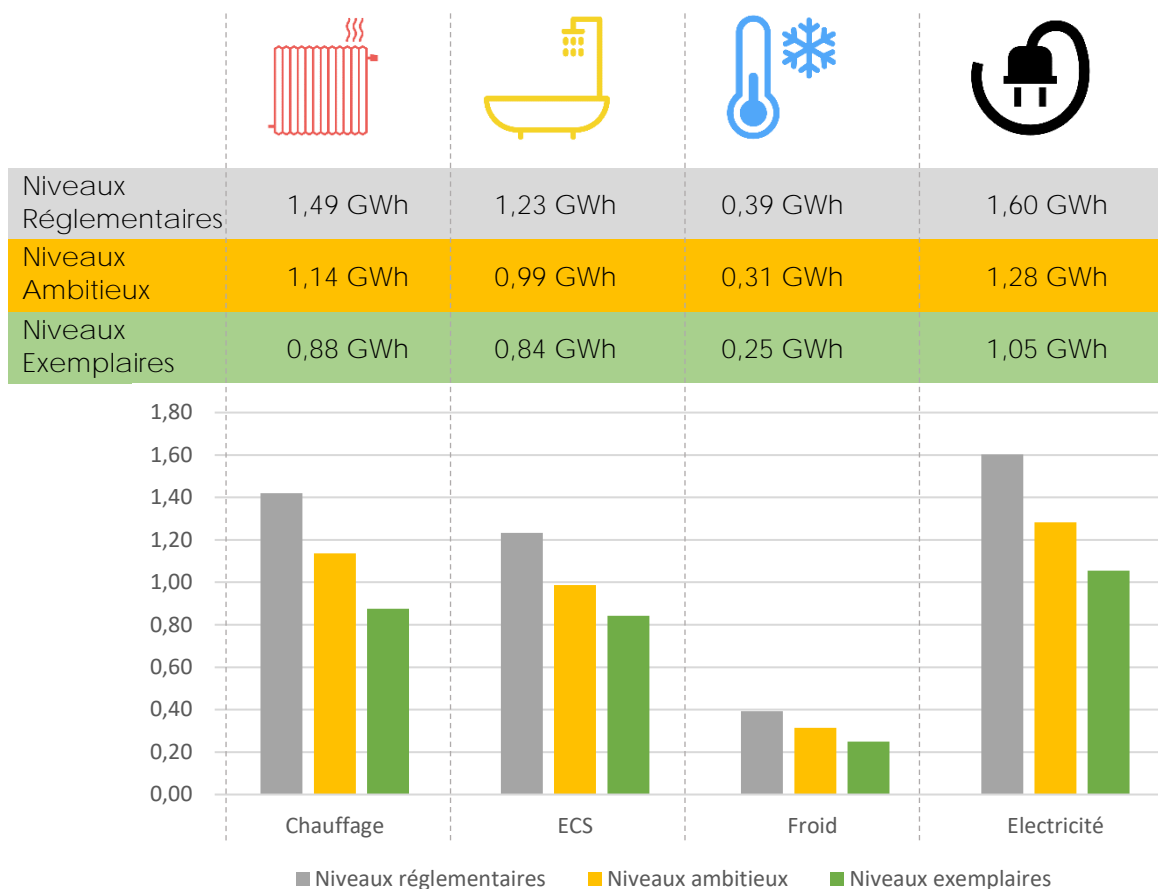 Niveaux
Réglementaires 1,49 GWh 1,23 GWh 0,39 GWh 1,60 GWh
Niveaux
Ambitieux 1,14 GWh 0,99 GWh 0,31 GWh 1,28 GWh
Niveaux
Exemplaires 0,88 GWh 0,84 GWh 0,25 GWh 1,05 GWh
1,80
1,60
1,40
1,20
1,00
0,80
0,60
0,40
0,20
0,00
Chauffage ECS Froid Electricité
Niveaux réglementaires Niveaux ambitieux Niveaux exemplaires